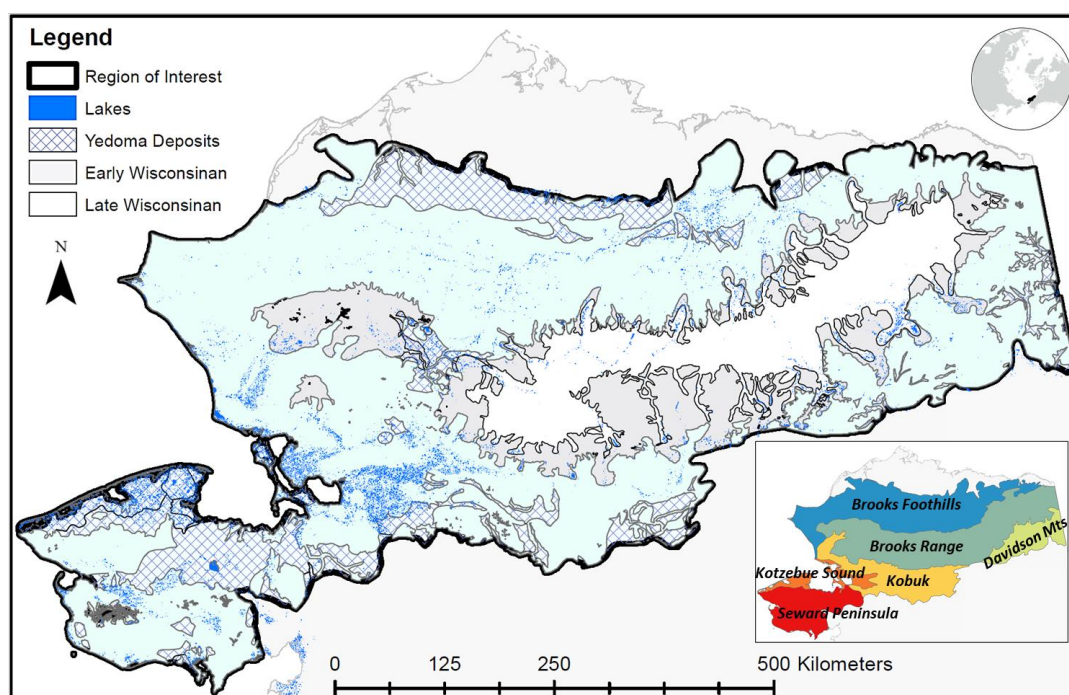 Legend
Region of Interest
Lakes
Yedoma Deposits
Early Wisconsinan
Late Wisconsinan
N
Brooks Foothills
Brooks Range
Davidson Mts
Kotzebue Sound
Kobuk
Seward Peninsula
0 125 250 500 Kilometers